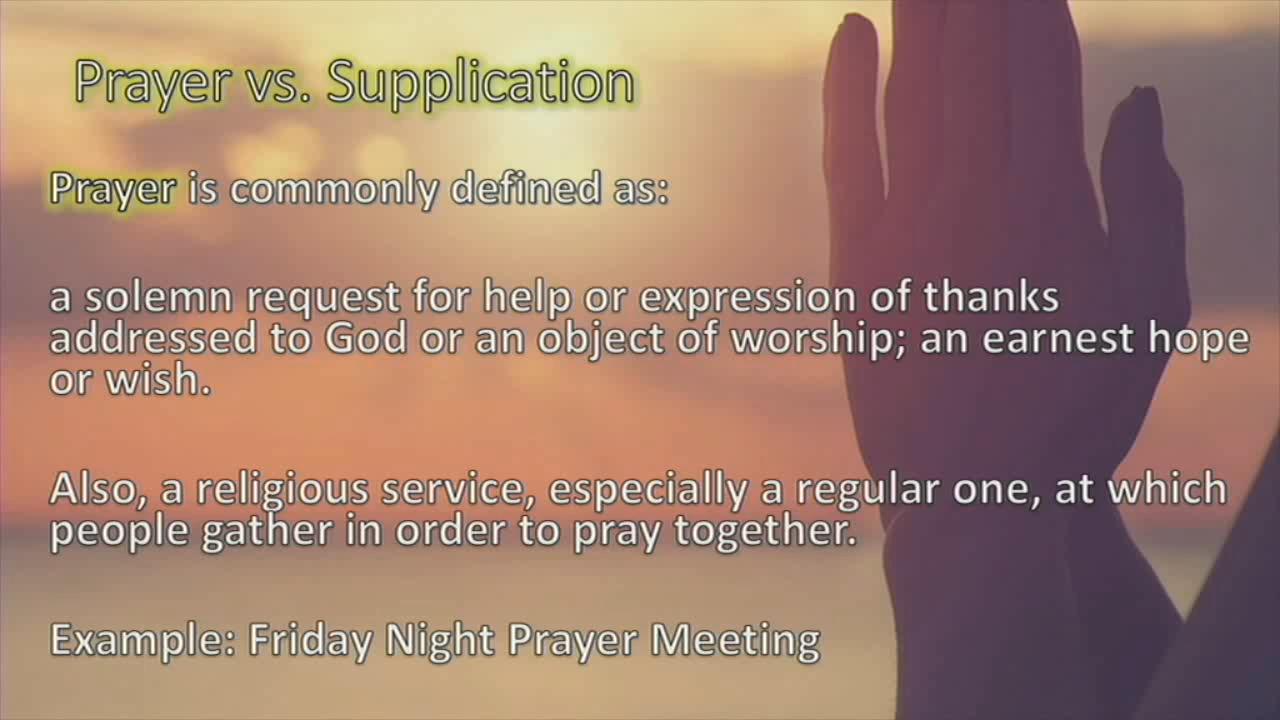 Prayer vs. Supplication
Prayer is commonly defined as:
a solemn request for help or expression of thanks
addressed to God or an object of worship; an earnest hope
or wish.
Also, a religious service, especially a regular one, at which
people gather in order to pray together.
Example: Friday Night Prayer Meeting